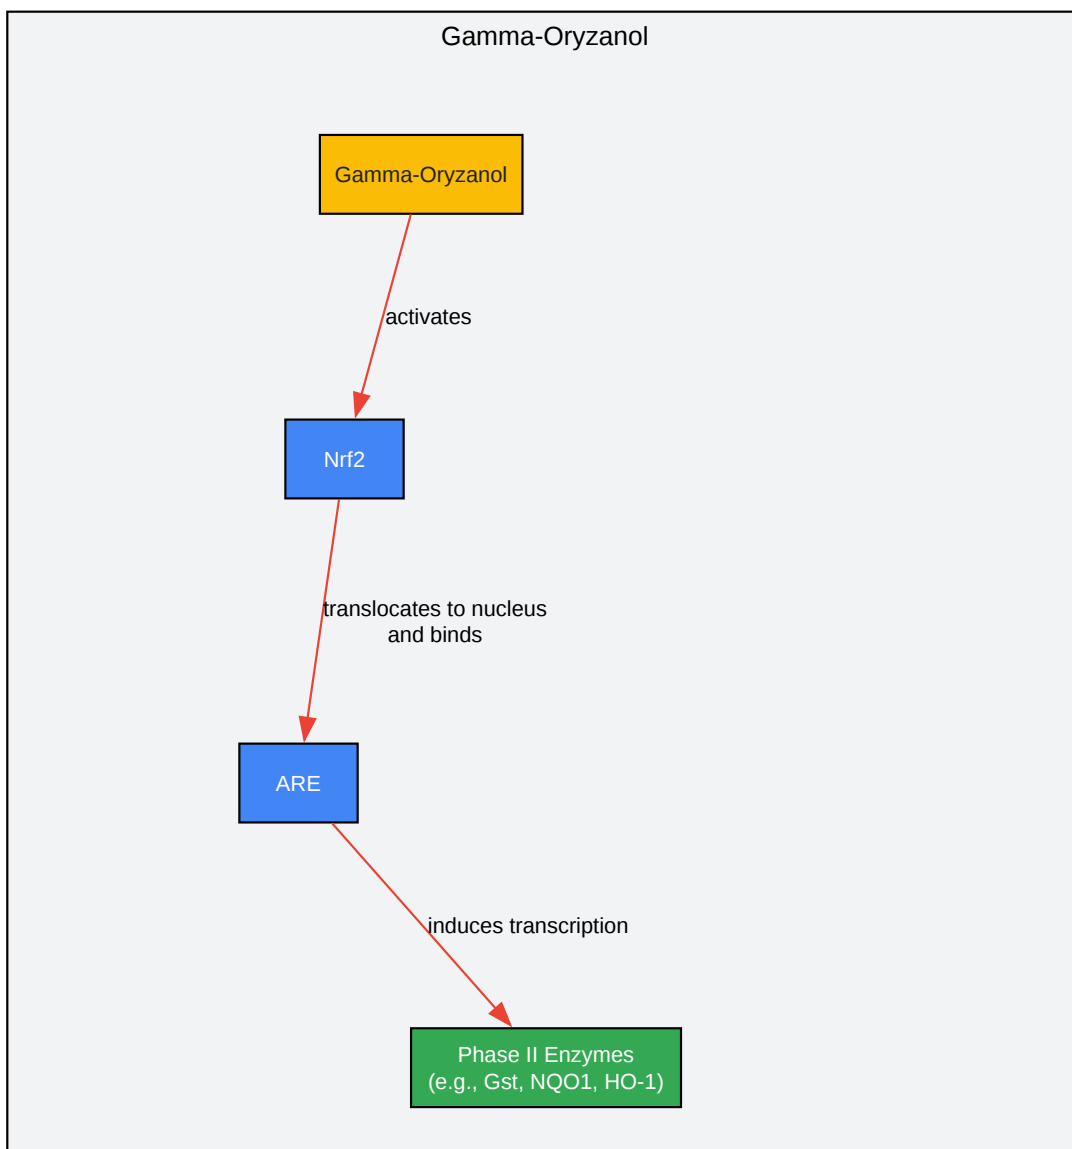 Gamma-Oryzanol
Gamma-Oryzanol
activates
Nrf2
translocates to nucleus
and binds
ARE
induces transcription
Phase II Enzymes
(e.g., Gst, NQO1, HO-1)